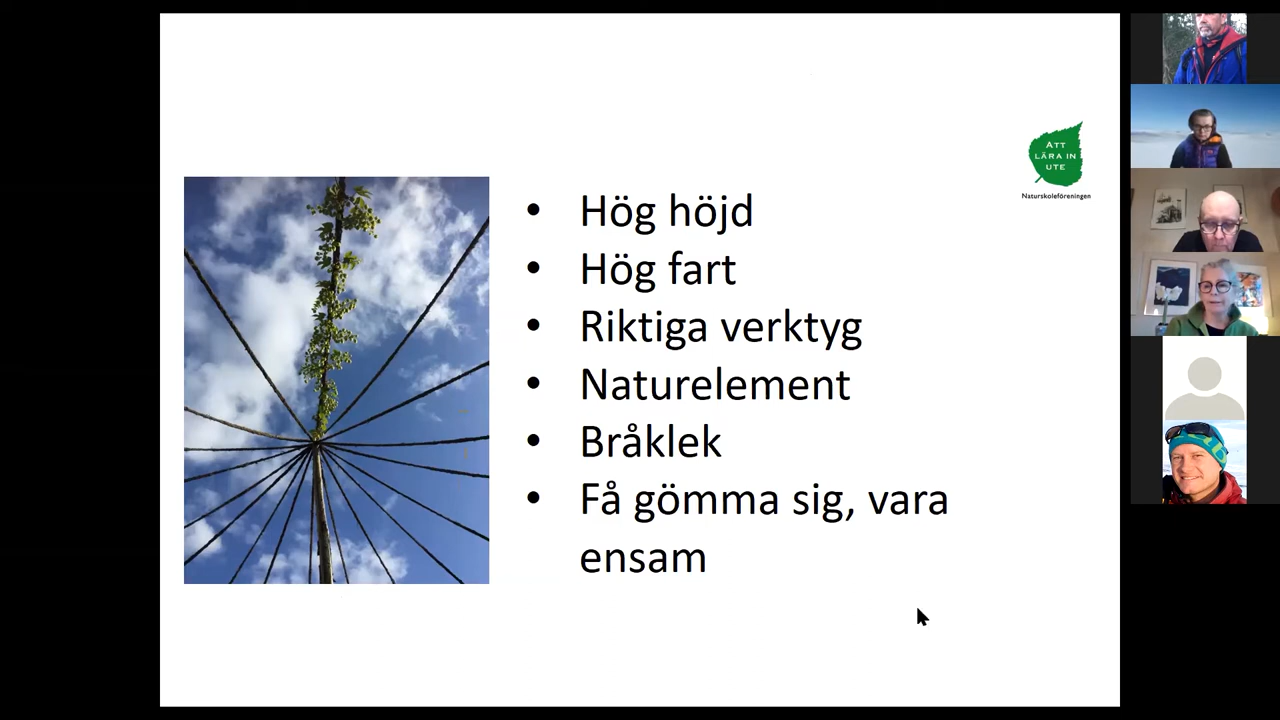 ATT
LÄRA IN
UTE
Naturskoleföreningen
• Hög höjd
• Hög fart
• Riktiga verktyg
• Naturelement
• Bråklek
• Få gömma sig, vara
ensam